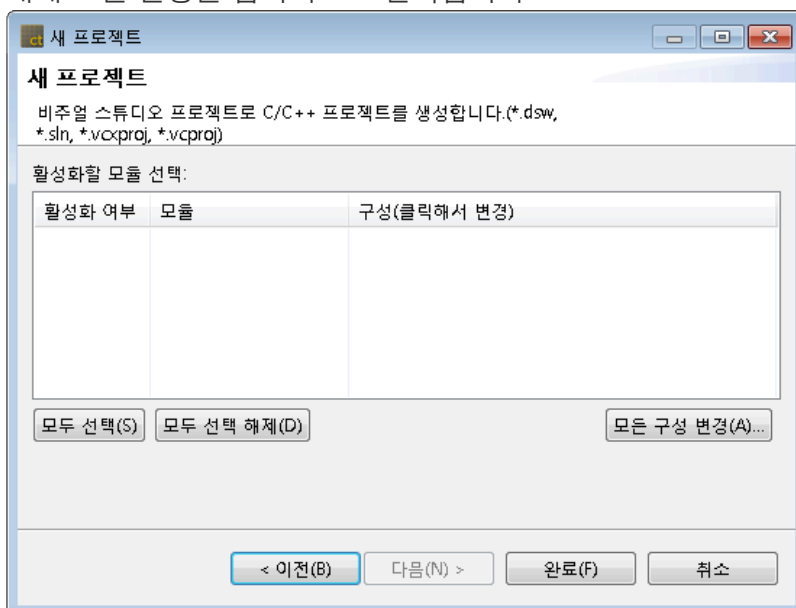 ct 새 프로젝트
새 프로젝트
비주얼 스튜디오 프로젝트로 C/C++ 프로젝트를 생성합니다.(*.dsw,
*.sln, *.vcxproj, *.vcproj)
활성화할 모듈 선택:
활성화 여부 모듈 구성(클릭해서 변경)
모두 선택(S) 모두 선택 해제(D) 모든 구성 변경(A)...
< 이전(B) 다음(N) > 완료(F) 취소